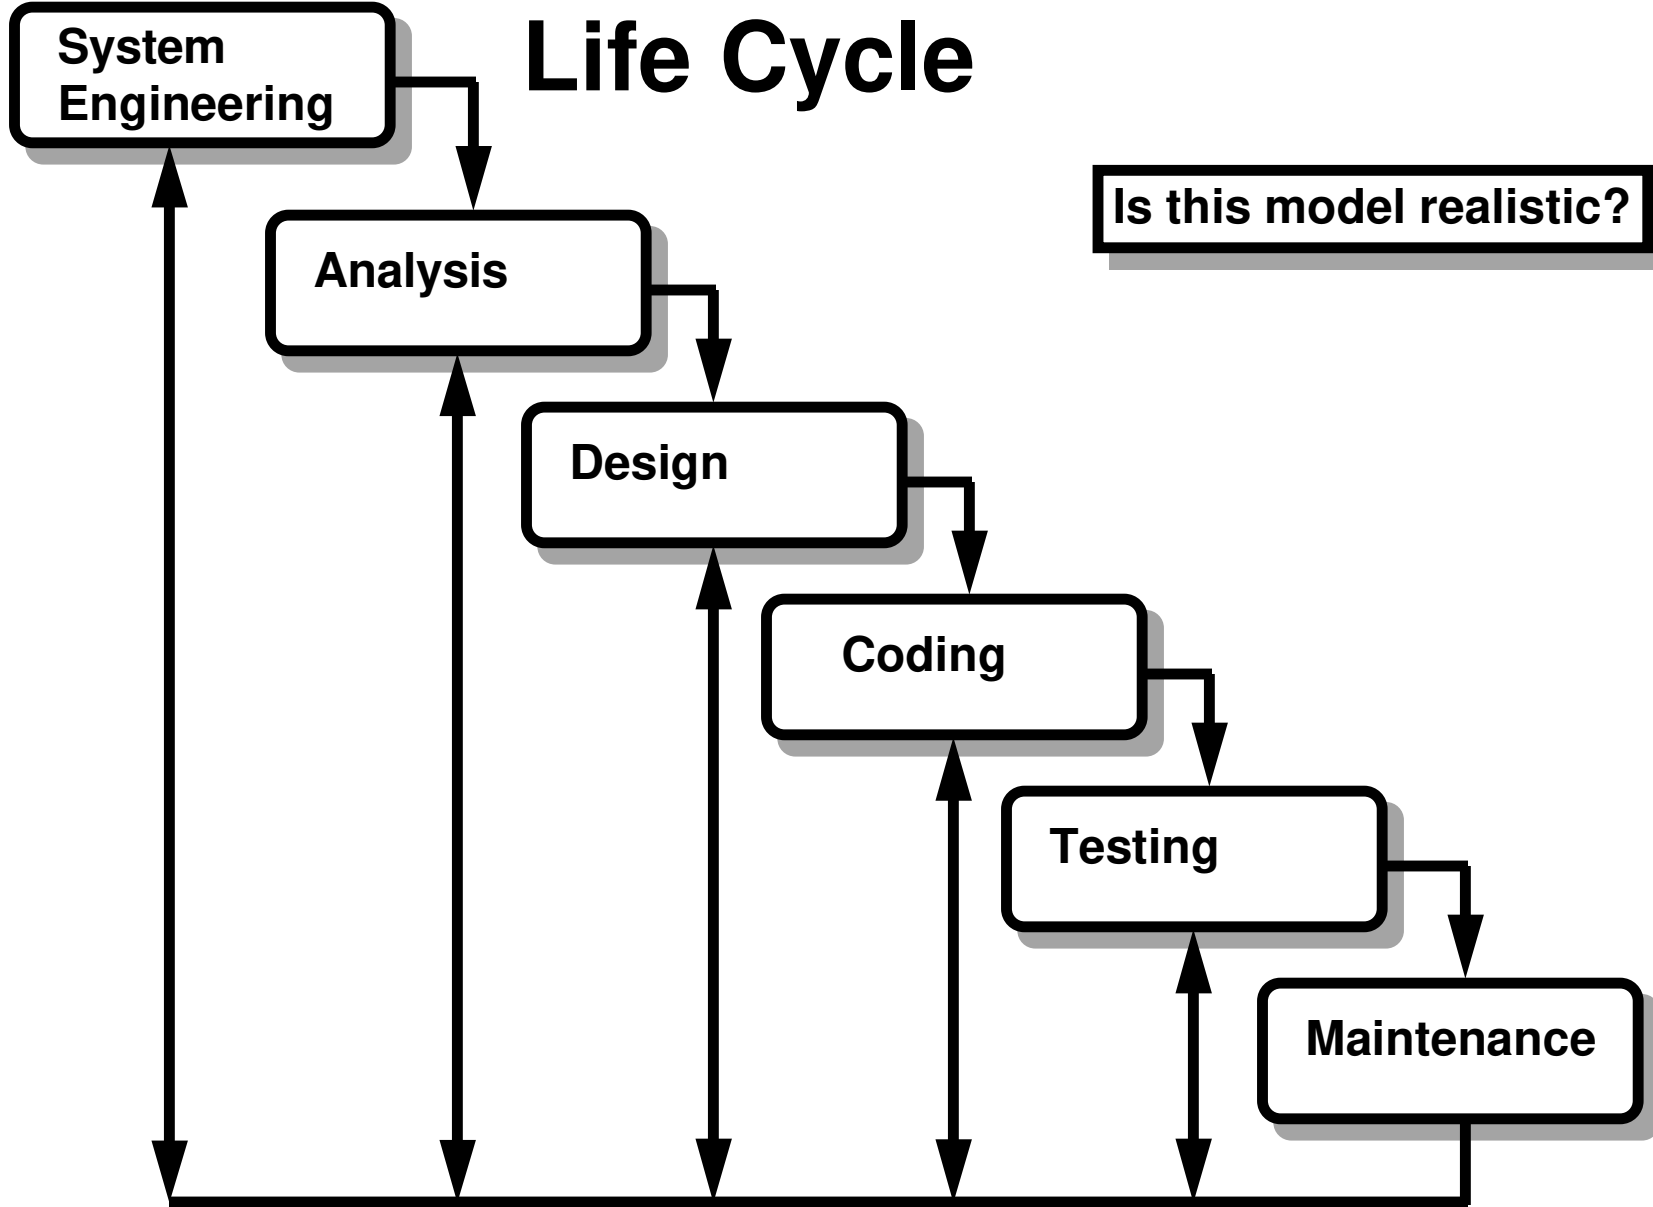 System
Engineering
Life Cycle
Is this model realistic?
Analysis
Design
Coding
Testing
Maintenance